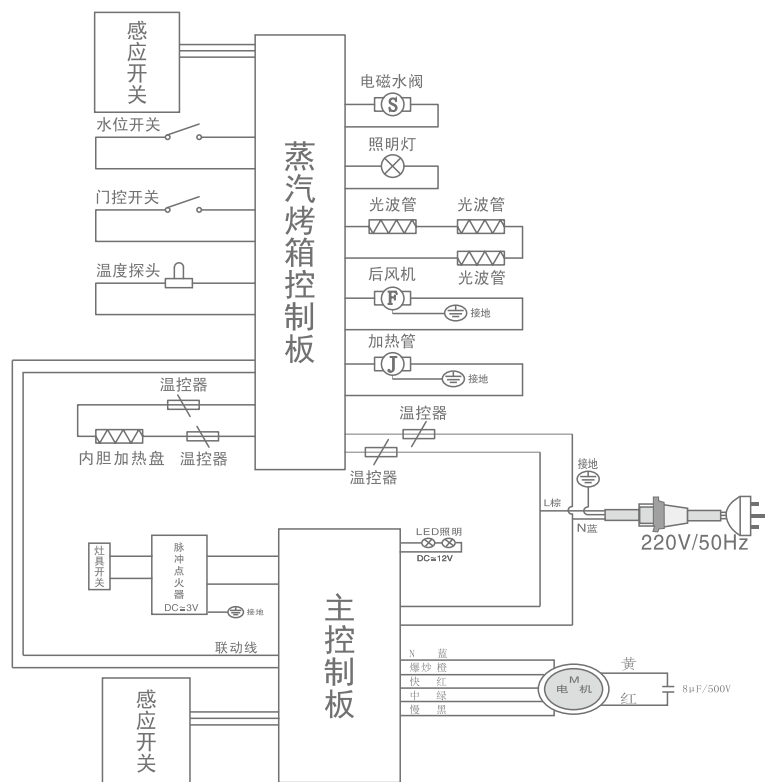 感应开关
电磁水阀
S
水位开关
照明灯
蒸汽烤箱控制板
门控开关
光波管
光波管
光波管
温度探头
后风机
F
接地
加热管
J
接地
温控器
温控器
内胆加热盘
温控器
温控器
接地
L棕
N蓝
220V/50Hz
LED照明
DC≅12V
灶具开关
脉冲点火器
DC≅3V
接地
主控制板
联动线
N 蓝
爆炒 橙
快 红
中 绿
慢 黑
M
电机
黄
红
8μF/500V
感应开关